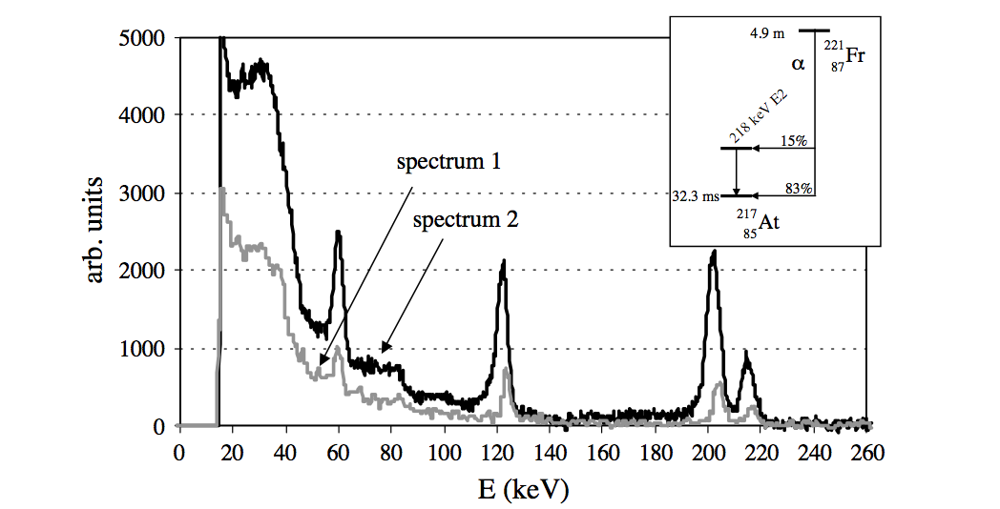 5000
4000
3000
2000
1000
0
arb. units
0 20 40 60 80 100 120 140 160 180 200 220 240 260
E (keV)
spectrum 1
spectrum 2
4.9 m
221
87 Fr
α
218 keV E2
15%
83%
32.3 ms
217
85 At